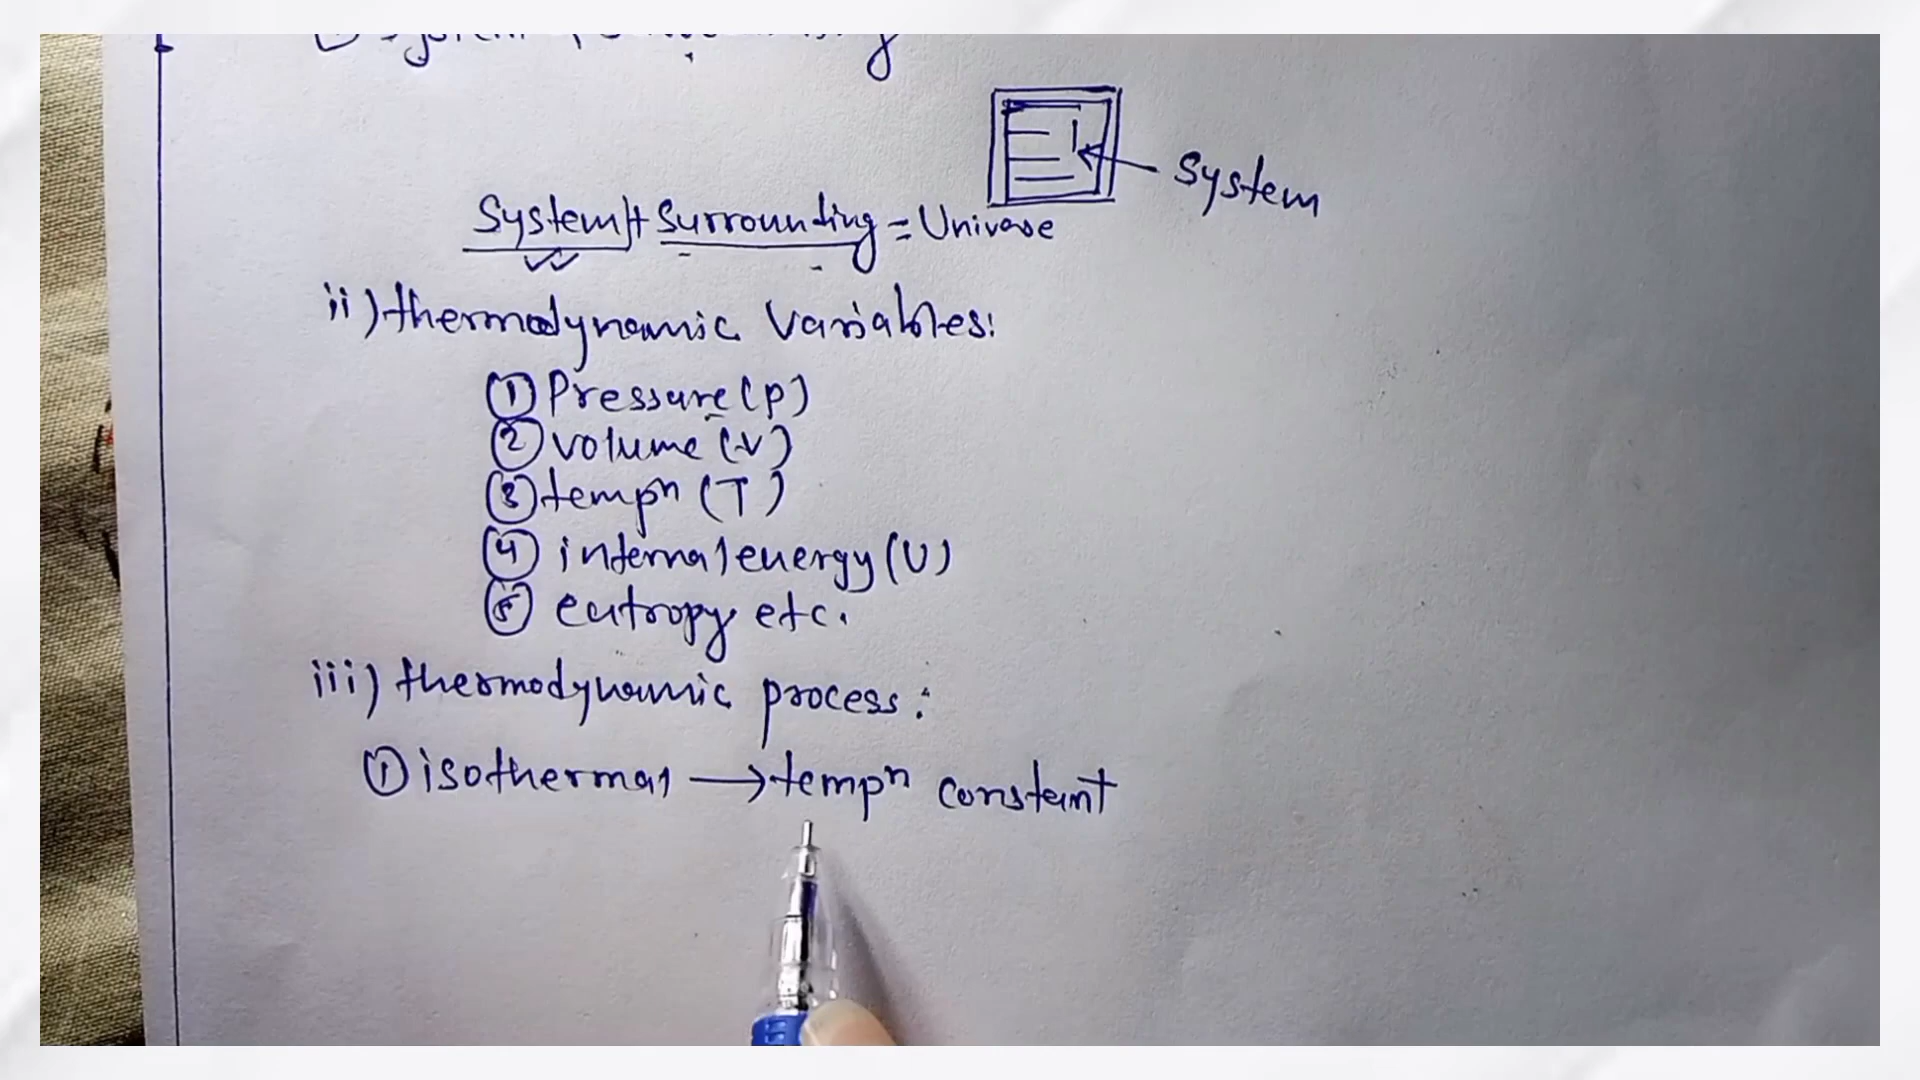 System
System + Surrounding = Univase
ii) thermodynamic variables:
① Pressure (P)
② volume (V)
③ tempⁿ (T)
④ internal energy (U)
⑤ entropy etc.
iii) thermodynamic process:
① isothermal → tempⁿ constant